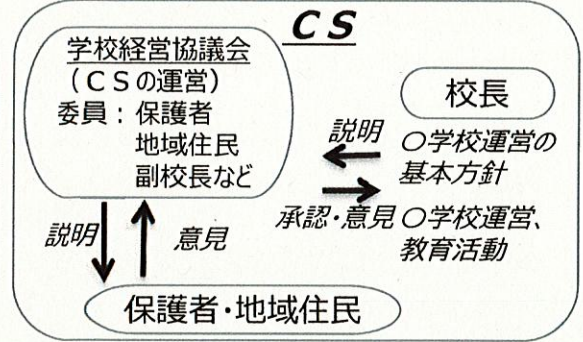 CS
学校経営協議会
(CSの運営)
委員:保護者
地域住民
副校長など
校長
説明
〇学校運営の
基本方針
承認・意見
〇学校運営、
教育活動
説明
意見
保護者・地域住民